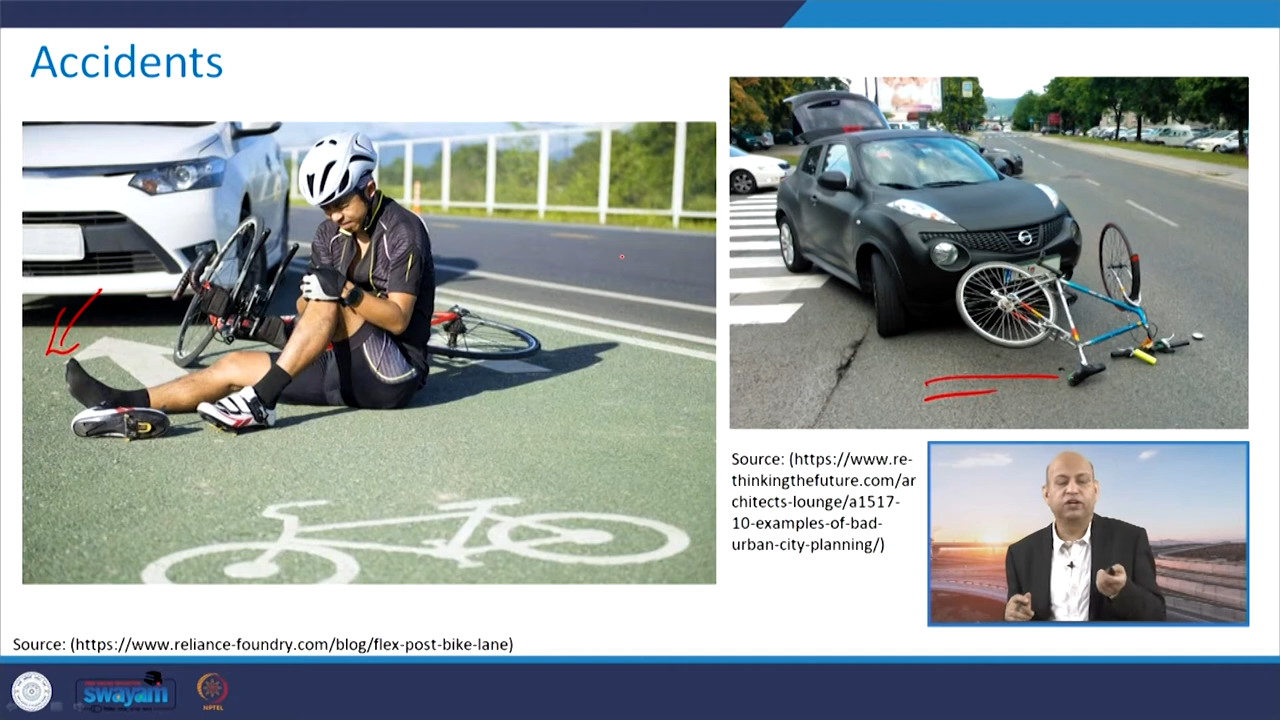 Accidents
Source: (https://www.re-
thinkingthefuture.com/ar
chitects-lounge/a1517-
10-examples-of-bad-
urban-city-planning/)
Source: (https://www.reliance-foundry.com/blog/flex-post-bike-lane)
swayam
NPTEL